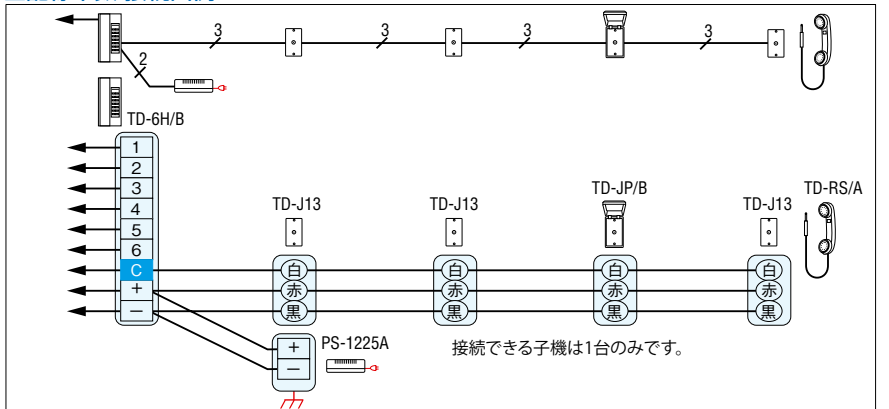 3
3
3
3
2
TD-6H/B
1
2
3
4
5
6
C
+
−
TD-J13
TD-J13
TD-JP/B
TD-J13
TD-RS/A
白
白
白
白
赤
赤
赤
赤
黒
黒
黒
黒
+
−
PS-1225A
接続できる子機は1台のみです。